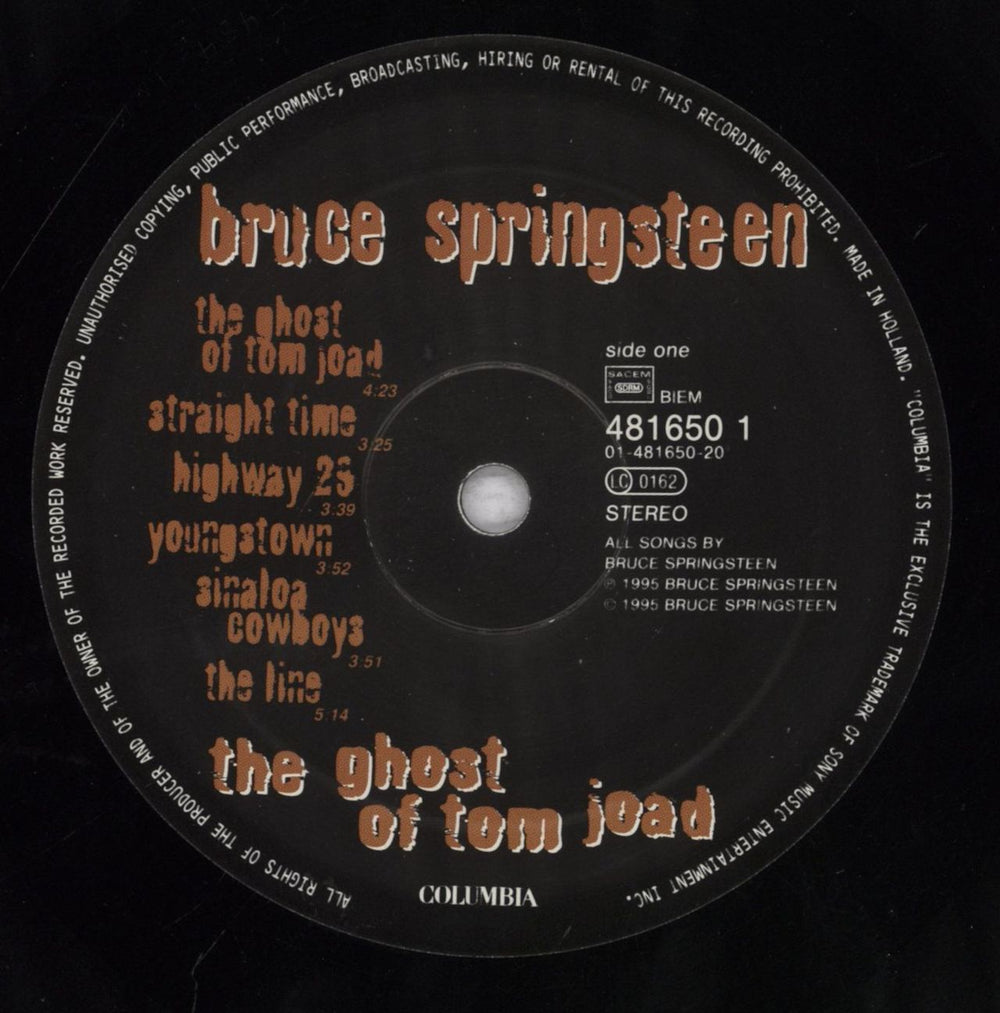 ALL RIGHTS OF THE PRODUCER AND OF THE OWNER OF THE RECORDED WORK RESERVED. UNAUTHORISED COPYING, PUBLIC PERFORMANCE, BROADCASTING, HIRING OR RENTAL OF THIS RECORDING PROHIBITED. MADE IN HOLLAND. "COLUMBIA" IS THE EXCLUSIVE TRADEMARK OF SONY MUSIC ENTERTAINMENT INC.
bruce springsteen
the ghost
of tom joad
4:23
straight time
3:25
highway 29
3:39
youngstown
3:52
sinaloa
cowboys
3:51
the line
5:14
side one
SACEM
SDRM
BIEM
481650 1
01-481650-20
LC 0162
STEREO
ALL SONGS BY
BRUCE SPRINGSTEEN
℗ 1995 BRUCE SPRINGSTEEN
© 1995 BRUCE SPRINGSTEEN
the ghost
of tom joad
COLUMBIA